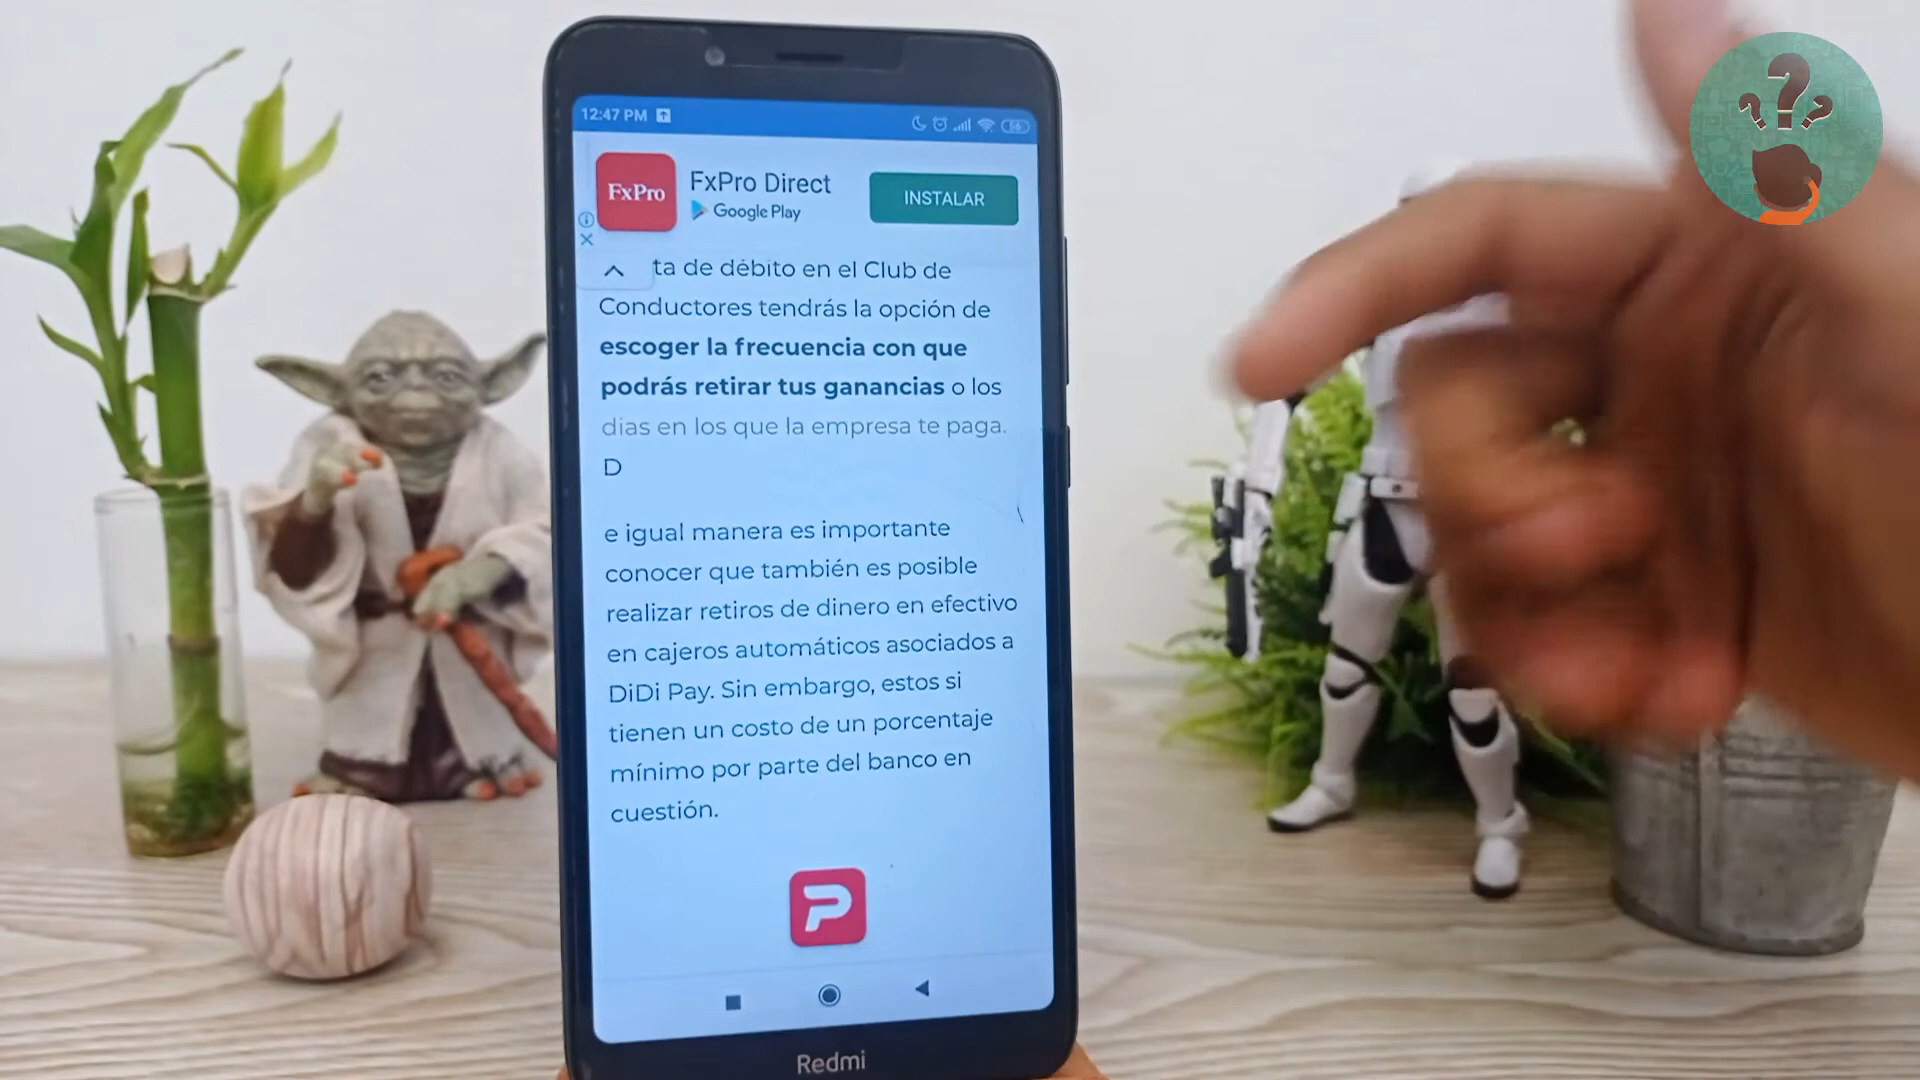 12:47 PM
56
FxPro
FxPro Direct
Google Play
INSTALAR
ta de débito en el Club de
Conductores tendrás la opción de
escoger la frecuencia con que
podrás retirar tus ganancias o los
dias en los que la empresa te paga.
D
e igual manera es importante
conocer que también es posible
realizar retiros de dinero en efectivo
en cajeros automáticos asociados a
DiDi Pay. Sin embargo, estos si
tienen un costo de un porcentaje
mínimo por parte del banco en
cuestión.
Redmi